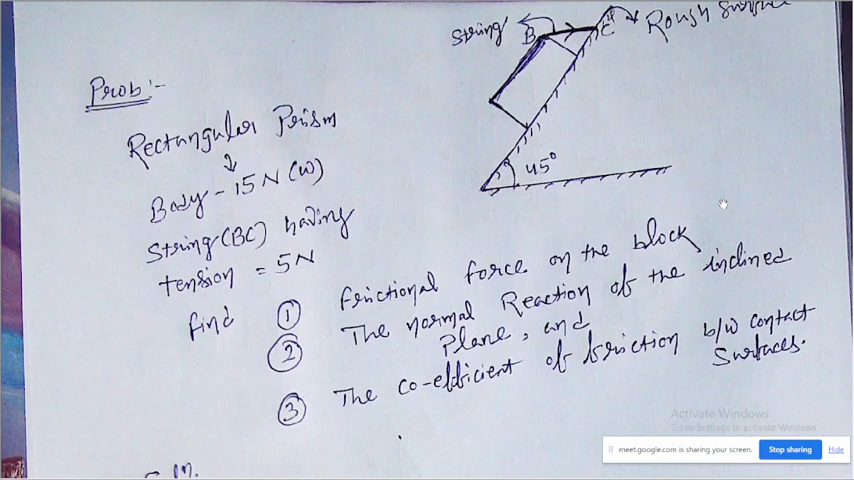 String
B
C
Rough Surface
Prob:-
Rectangular Prism
Body - 15 N (W)
45°
String (BC) having
tension = 5N
find ① frictional force on the block,
② The normal Reaction of the inclined
Plane, and
③ The co-efficient of friction b/w contact
Surfaces.
Activate Windows
Go to Settings to activate Windows.
meet.google.com is sharing your screen.
Stop sharing
Hide